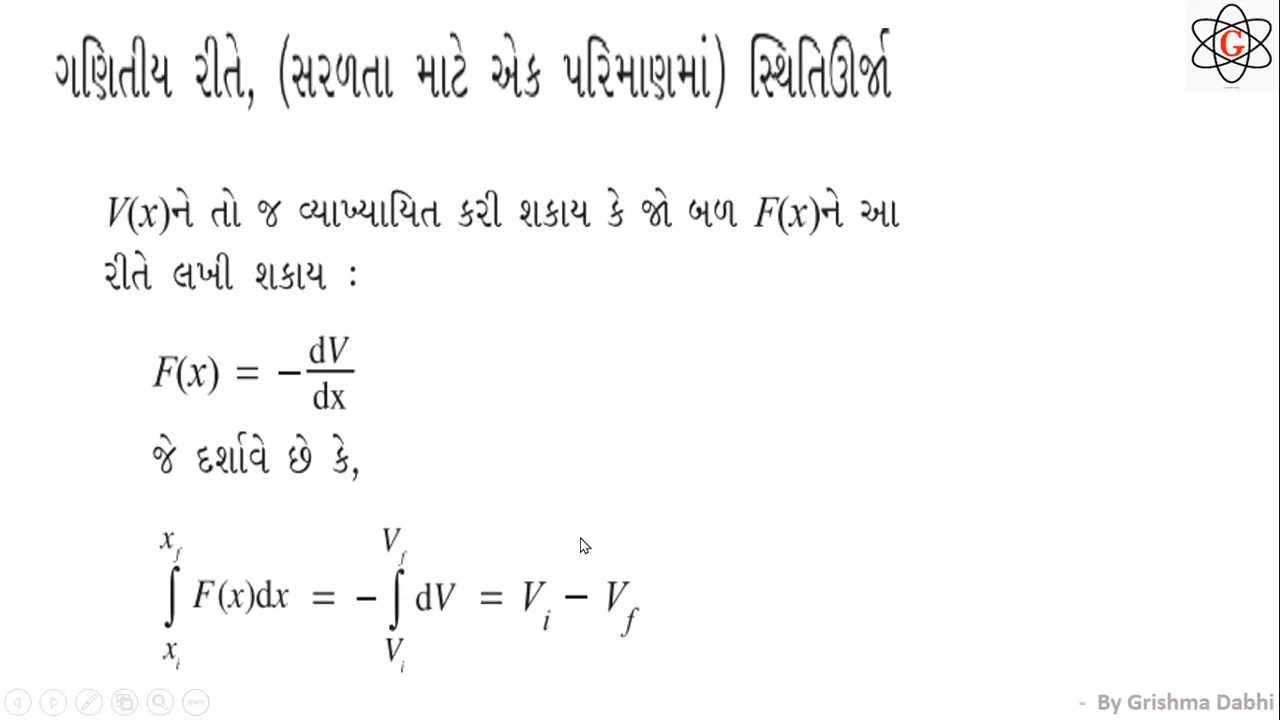 ગણિતીય રીતે, (સરળતા માટે એક પરિમાણમાં) સ્થિતિઊર્જા
G
V(x)ને તો જ વ્યાખ્યાયિત કરી શકાય કે જો બળ F(x)ને આ
રીતે લખી શકાય :
F(x) = −dV/dx
જે દર્શાવે છે કે,
∫_{x_i}^{x_f} F(x)dx = −∫_{V_i}^{V_f} dV = V_i − V_f
- By Grishma Dabhi